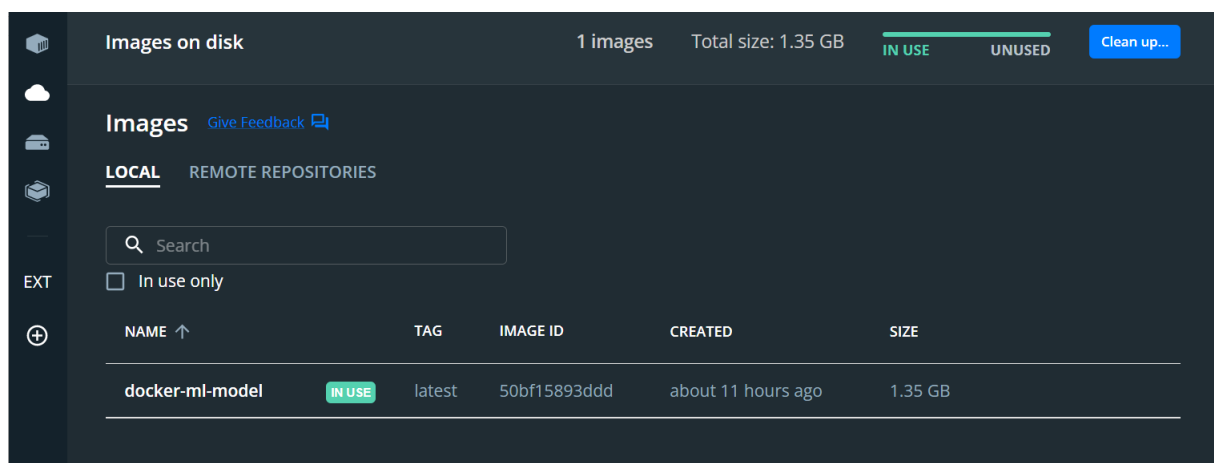 Images on disk 1 images Total size: 1.35 GB IN USE UNUSED Clean up...
Images Give Feedback
LOCAL REMOTE REPOSITORIES
Search
EXT In use only
NAME TAG IMAGE ID CREATED SIZE
docker-ml-model IN USE latest 50bf15893ddd about 11 hours ago 1.35 GB